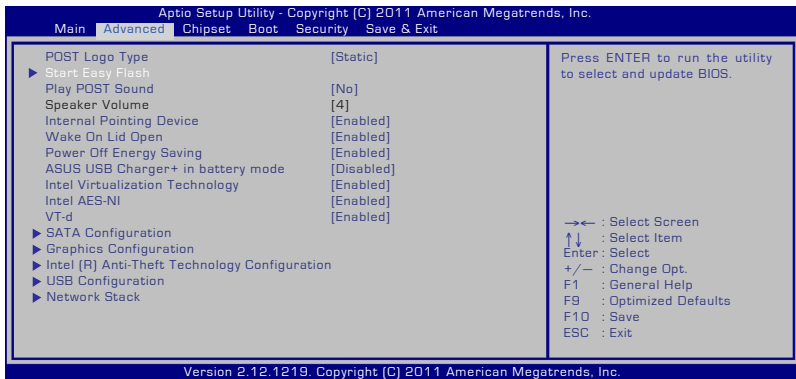 Aptio Setup Utility - Copyright (C) 2011 American Megatrends, Inc.
Main Advanced Chipset Boot Security Save & Exit
POST Logo Type [Static]
Start Easy Flash
Play POST Sound [No]
Speaker Volume [4]
Internal Pointing Device [Enabled]
Wake On Lid Open [Enabled]
Power Off Energy Saving [Enabled]
ASUS USB Charger+ in battery mode [Disabled]
Intel Virtualization Technology [Enabled]
Intel AES-NI [Enabled]
VT-d [Enabled]
SATA Configuration
Graphics Configuration
Intel (R) Anti-Theft Technology Configuration
USB Configuration
Network Stack
Press ENTER to run the utility
to select and update BIOS.
→← : Select Screen
↑↓ : Select Item
Enter : Select
+/— : Change Opt.
F1 : General Help
F9 : Optimized Defaults
F10 : Save
ESC : Exit
Version 2.12.1219. Copyright (C) 2011 American Megatrends, Inc.